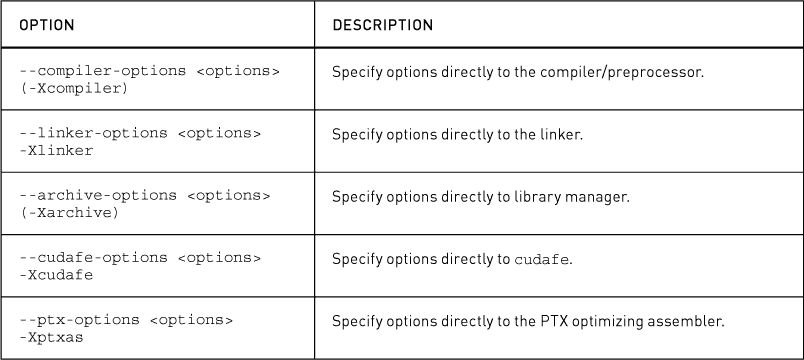 OPTION DESCRIPTION
--compiler-options <options> Specify options directly to the compiler/preprocessor.
(-Xcompiler)
--linker-options <options> Specify options directly to the linker.
-Xlinker
--archive-options <options> Specify options directly to library manager.
(-Xarchive)
--cudafe-options <options> Specify options directly to cudafe.
-Xcudafe
--ptx-options <options> Specify options directly to the PTX optimizing assembler.
-Xptxas